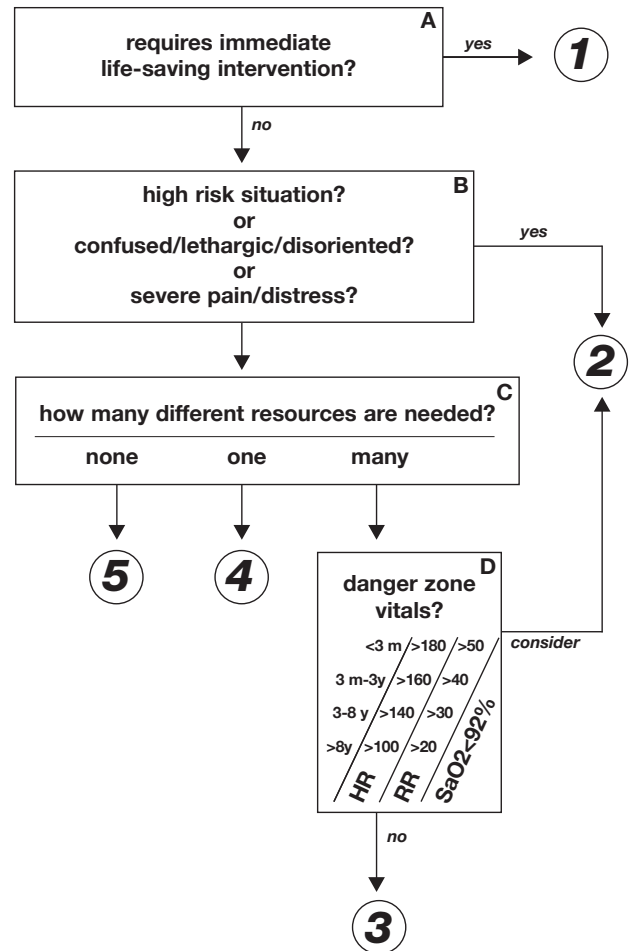 A
requires immediate
life-saving intervention?
yes
1
no
B
high risk situation?
or
confused/lethargic/disoriented?
or
severe pain/distress?
yes
2
C
how many different resources are needed?
none one many
5 4
D
danger zone
vitals?
<3 m >180 >50
3 m-3y >160 >40
3-8 y >140 >30
>8y >100 >20
HR RR SaO2<92%
consider
no
3